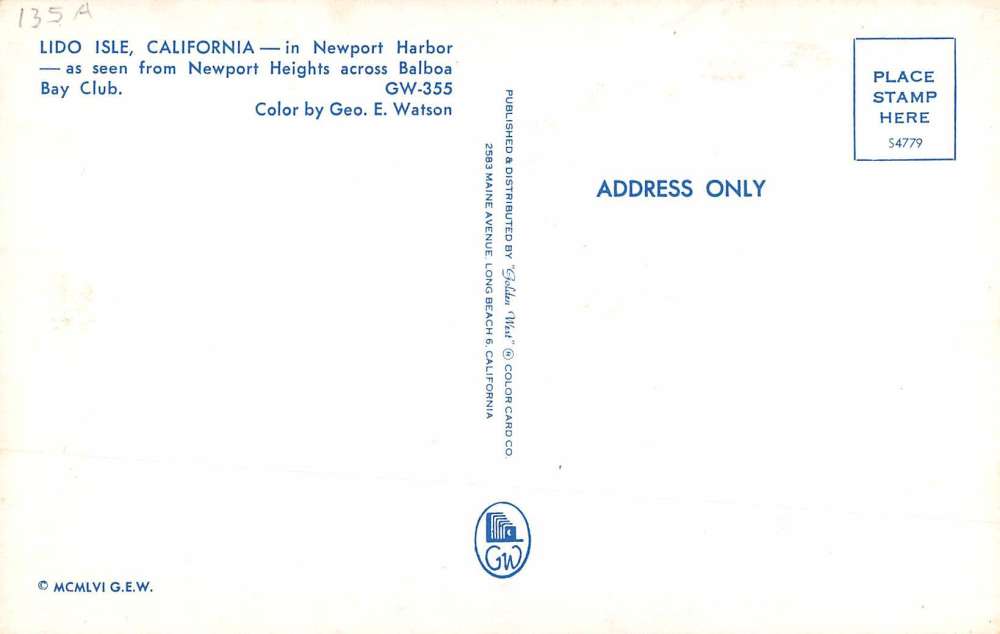 135A
LIDO ISLE, CALIFORNIA — in Newport Harbor
— as seen from Newport Heights across Balboa
Bay Club. GW-355
Color by Geo. E. Watson
PUBLISHED & DISTRIBUTED BY "Golden West" ® COLOR CARD CO.
2583 MAINE AVENUE, LONG BEACH 6, CALIFORNIA
PLACE
STAMP
HERE
S4779
ADDRESS ONLY
GW
© MCMLVI G.E.W.